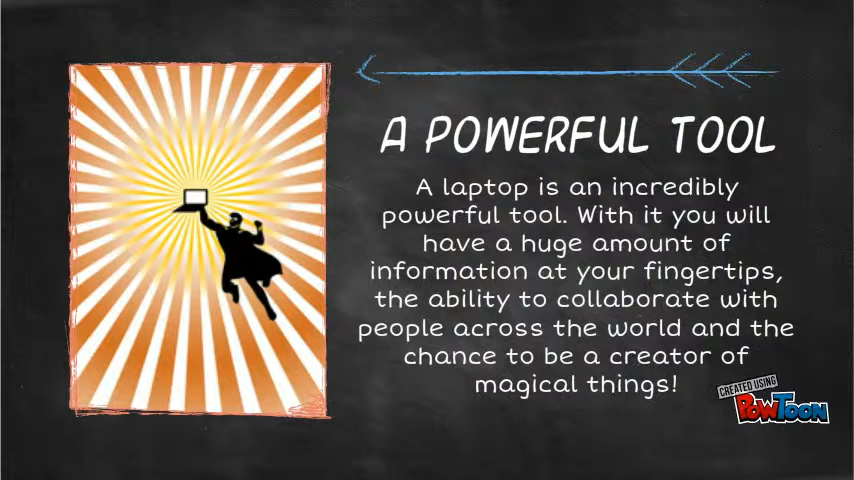 A POWERFUL TOOL
A laptop is an incredibly
powerful tool. With it you will
have a huge amount of
information at your fingertips,
the ability to collaborate with
people across the world and the
chance to be a creator of
magical things!
CREATED USING
POWTOON